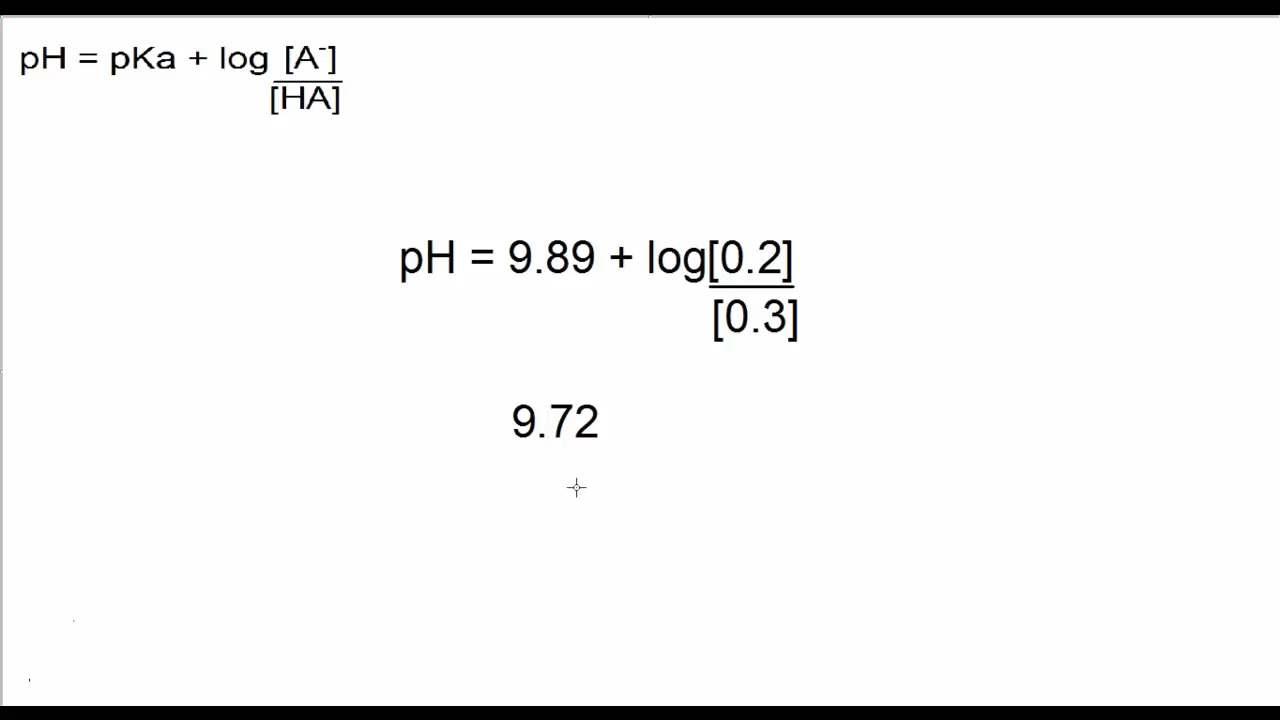 pH = pKa + log [A⁻]
[HA]
pH = 9.89 + log[0.2]
[0.3]
9.72